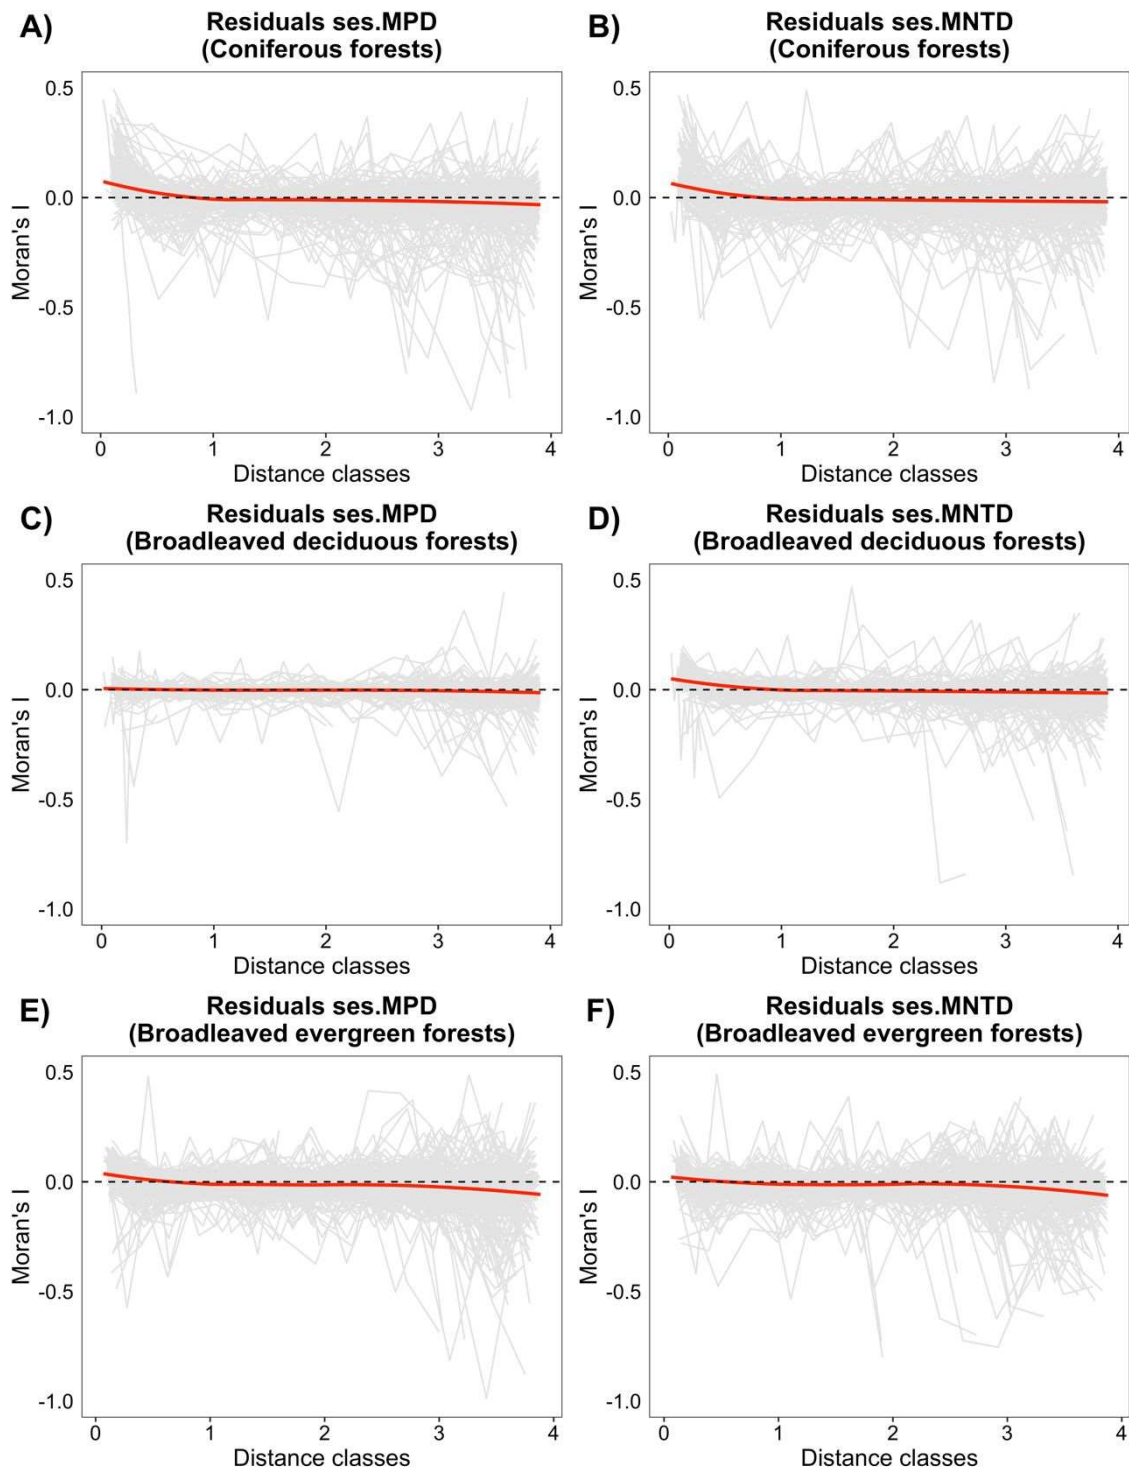 A)
Residuals ses.MPD
(Coniferous forests)
0.5
0.0
-0.5
-1.0
Moran's I
0 1 2 3 4
Distance classes
B)
Residuals ses.MNTD
(Coniferous forests)
0.5
0.0
-0.5
-1.0
Moran's I
0 1 2 3 4
Distance classes
C)
Residuals ses.MPD
(Broadleaved deciduous forests)
0.5
0.0
-0.5
-1.0
Moran's I
0 1 2 3 4
Distance classes
D)
Residuals ses.MNTD
(Broadleaved deciduous forests)
0.5
0.0
-0.5
-1.0
Moran's I
0 1 2 3 4
Distance classes
E)
Residuals ses.MPD
(Broadleaved evergreen forests)
0.5
0.0
-0.5
-1.0
Moran's I
0 1 2 3 4
Distance classes
F)
Residuals ses.MNTD
(Broadleaved evergreen forests)
0.5
0.0
-0.5
-1.0
Moran's I
0 1 2 3 4
Distance classes